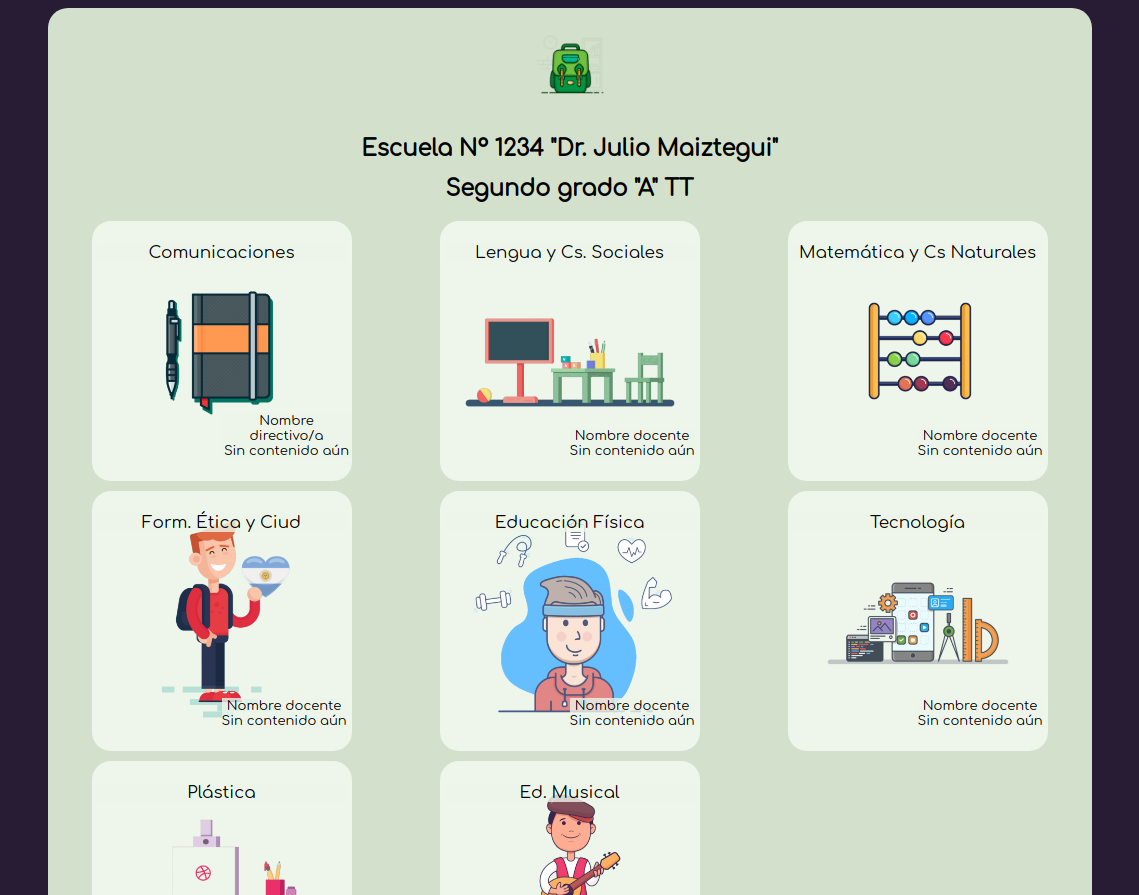 Escuela Nº 1234 "Dr. Julio Maiztegui"
Segundo grado "A" TT
Comunicaciones
Nombre
directivo/a
Sin contenido aún
Lengua y Cs. Sociales
Nombre docente
Sin contenido aún
Matemática y Cs Naturales
Nombre docente
Sin contenido aún
Form. Ética y Ciud
Nombre docente
Sin contenido aún
Educación Física
Nombre docente
Sin contenido aún
Tecnología
Nombre docente
Sin contenido aún
Plástica
Ed. Musical